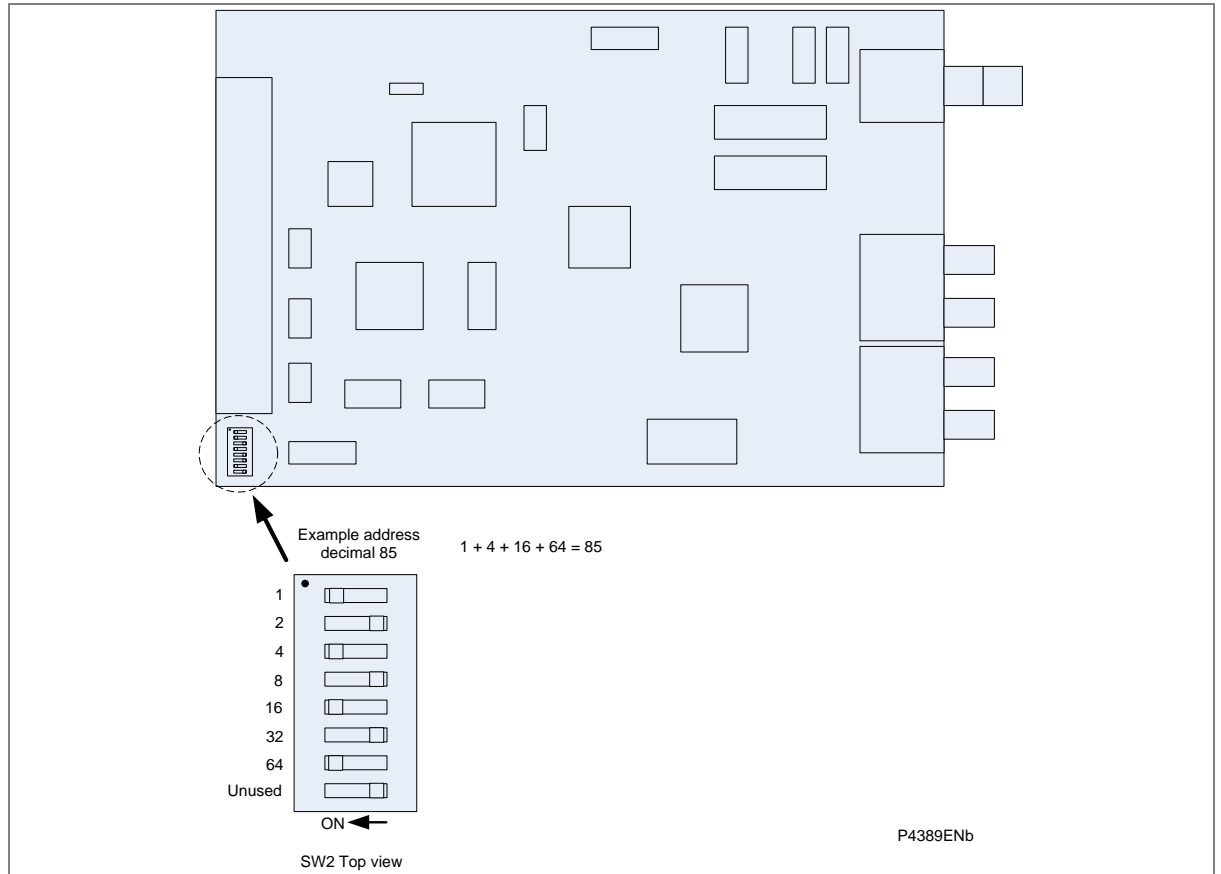 Example address
decimal 85
1 + 4 + 16 + 64 = 85
1
2
4
8
16
32
64
Unused
ON
SW2 Top view
P4389ENb